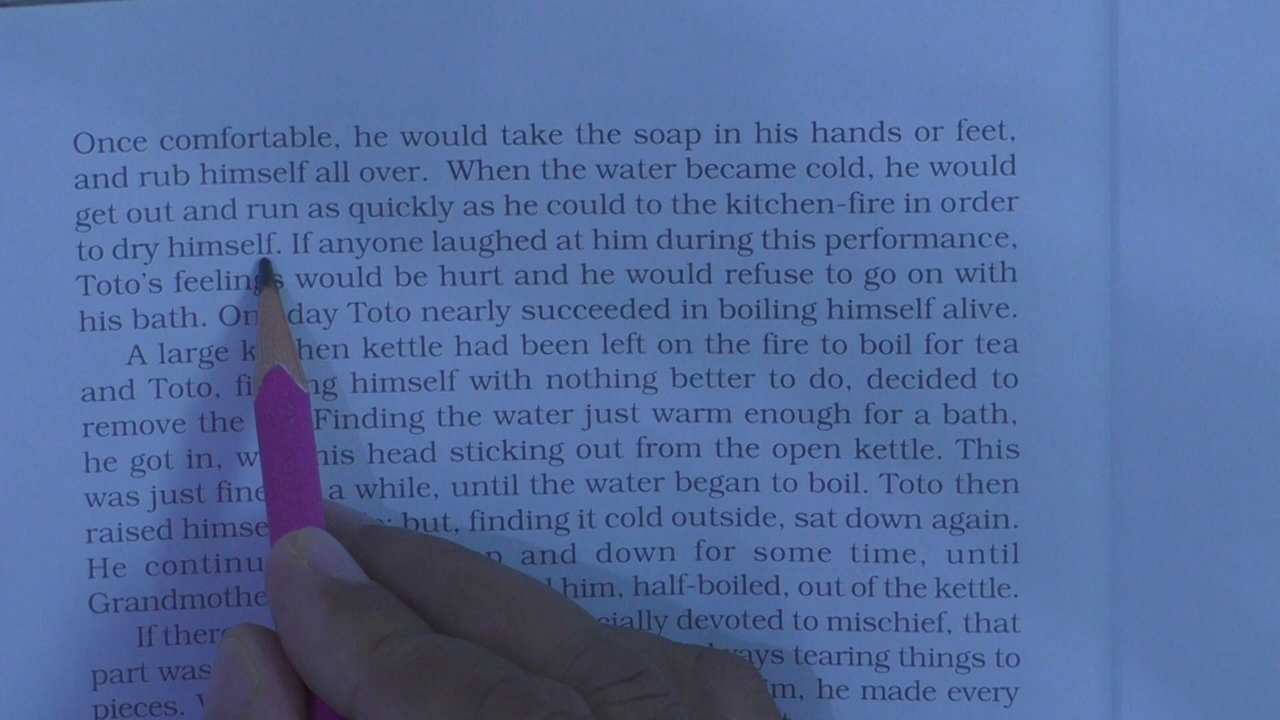 Once comfortable, he would take the soap in his hands or feet,
and rub himself all over. When the water became cold, he would
get out and run as quickly as he could to the kitchen-fire in order
to dry himself. If anyone laughed at him during this performance,
Toto's feelings would be hurt and he would refuse to go on with
his bath. On day Toto nearly succeeded in boiling himself alive.
A large k hen kettle had been left on the fire to boil for tea
and Toto, fi ng himself with nothing better to do, decided to
remove the Finding the water just warm enough for a bath,
he got in, w his head sticking out from the open kettle. This
was just fine a while, until the water began to boil. Toto then
raised himse but, finding it cold outside, sat down again.
He continu and down for some time, until
Grandmothe him, half-boiled, out of the kettle.
If ther cially devoted to mischief, that
part was ways tearing things to
pieces. m, he made every